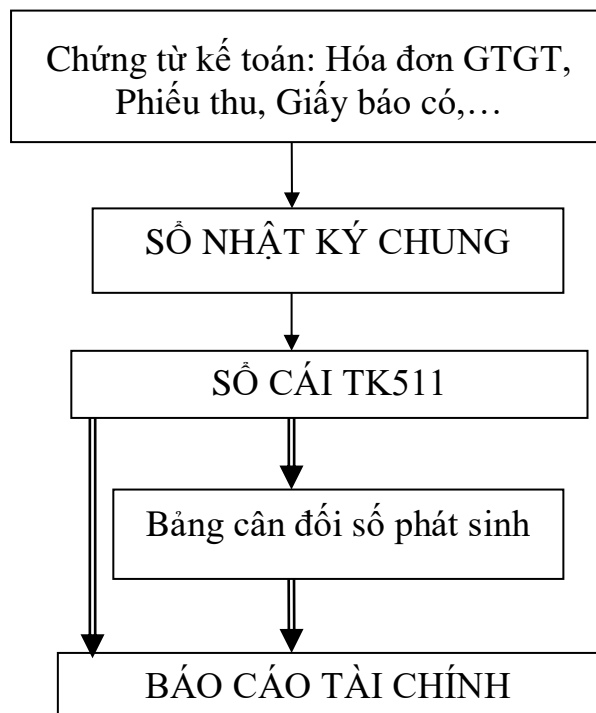 Chứng từ kế toán: Hóa đơn GTGT,
Phiếu thu, Giấy báo có,…
SỔ NHẬT KÝ CHUNG
SỔ CÁI TK511
Bảng cân đối số phát sinh
BÁO CÁO TÀI CHÍNH